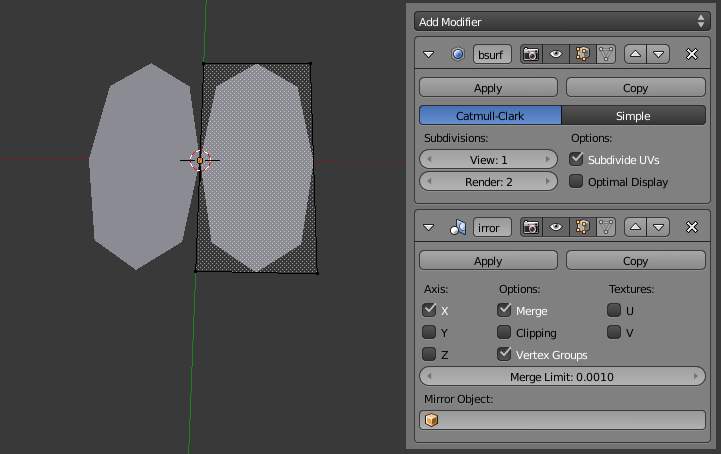 Add Modifier
bsurf
Apply Copy
Catmull-Clark Simple
Subdivisions: Options:
View: 1 Subdivide UVs
Render: 2 Optimal Display
irror
Apply Copy
Axis: Options: Textures:
X Merge U
Y Clipping V
Z Vertex Groups
Merge Limit: 0.0010
Mirror Object: